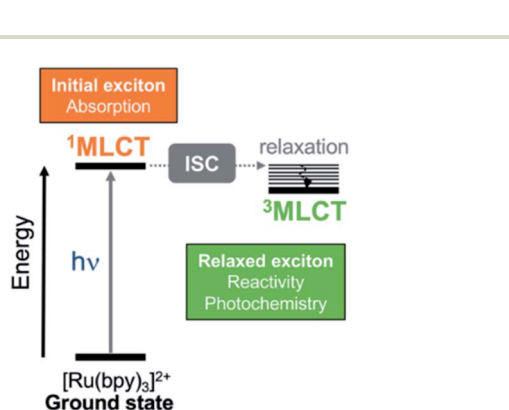 Initial exciton
Absorption
¹MLCT
ISC
relaxation
³MLCT
Energy
hν
Relaxed exciton
Reactivity
Photochemistry
[Ru(bpy)₃]²⁺
Ground state